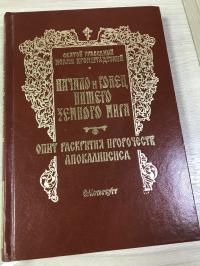 СВЯТОЙ ПРАВЕДНЫЙ
ИОАНН КРОНШТАДТСКИЙ
НАЧАЛО И КОНЕЦ
НАШЕГО
ЗЕМНОГО МИРА
ОПЫТ РАСКРЫТИЯ ПРОРОЧЕСТВ
АПОКАЛИПСИСА